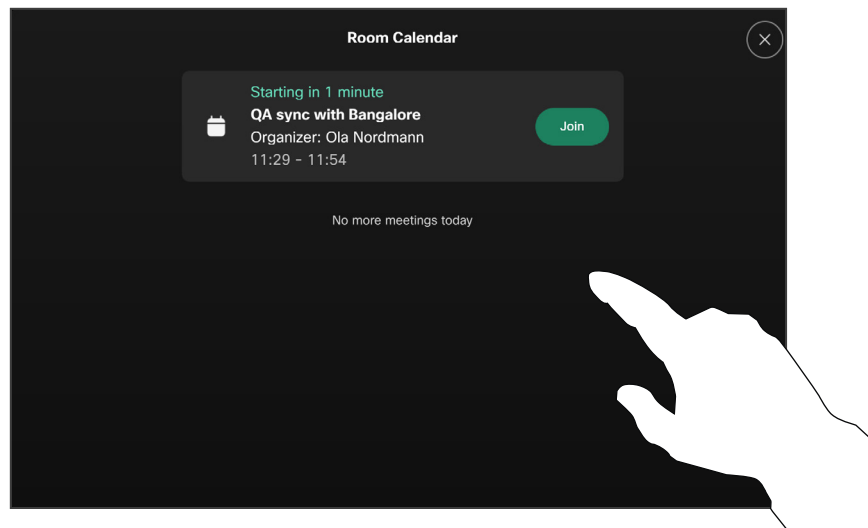 Room Calendar
Starting in 1 minute
QA sync with Bangalore
Organizer: Ola Nordmann
11:29 - 11:54
Join
No more meetings today